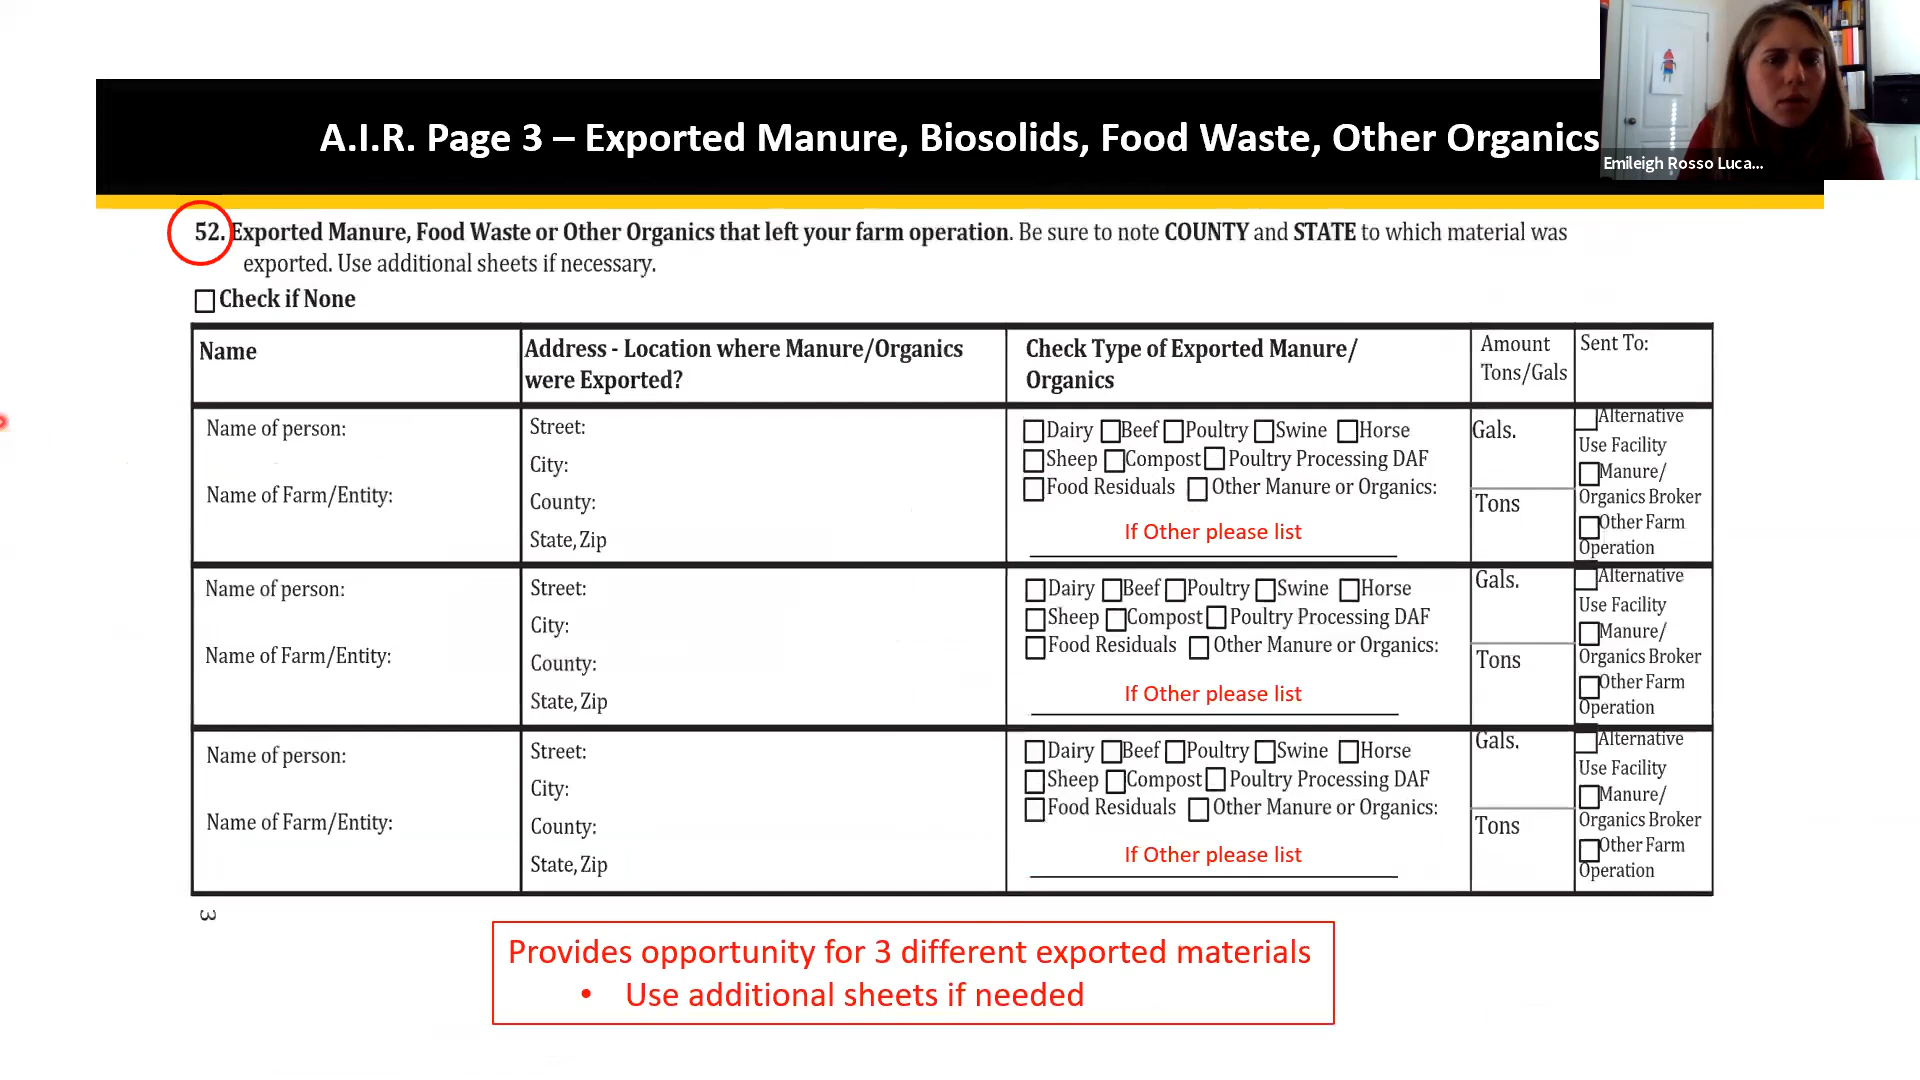 A.I.R. Page 3 – Exported Manure, Biosolids, Food Waste, Other Organics
Emileigh Rosso Luca...
52. Exported Manure, Food Waste or Other Organics that left your farm operation. Be sure to note COUNTY and STATE to which material was
exported. Use additional sheets if necessary.
Check if None
Name
Address - Location where Manure/Organics
were Exported?
Check Type of Exported Manure/
Organics
Amount
Tons/Gals
Sent To:
Name of person:
Name of Farm/Entity:
Street:
City:
County:
State, Zip
Dairy Beef Poultry Swine Horse
Sheep Compost Poultry Processing DAF
Food Residuals Other Manure or Organics:
If Other please list
Gals.
Tons
Alternative
Use Facility
Manure/
Organics Broker
Other Farm
Operation
Name of person:
Name of Farm/Entity:
Street:
City:
County:
State, Zip
Dairy Beef Poultry Swine Horse
Sheep Compost Poultry Processing DAF
Food Residuals Other Manure or Organics:
If Other please list
Gals.
Tons
Alternative
Use Facility
Manure/
Organics Broker
Other Farm
Operation
Name of person:
Name of Farm/Entity:
Street:
City:
County:
State, Zip
Dairy Beef Poultry Swine Horse
Sheep Compost Poultry Processing DAF
Food Residuals Other Manure or Organics:
If Other please list
Gals.
Tons
Alternative
Use Facility
Manure/
Organics Broker
Other Farm
Operation
3
Provides opportunity for 3 different exported materials
• Use additional sheets if needed